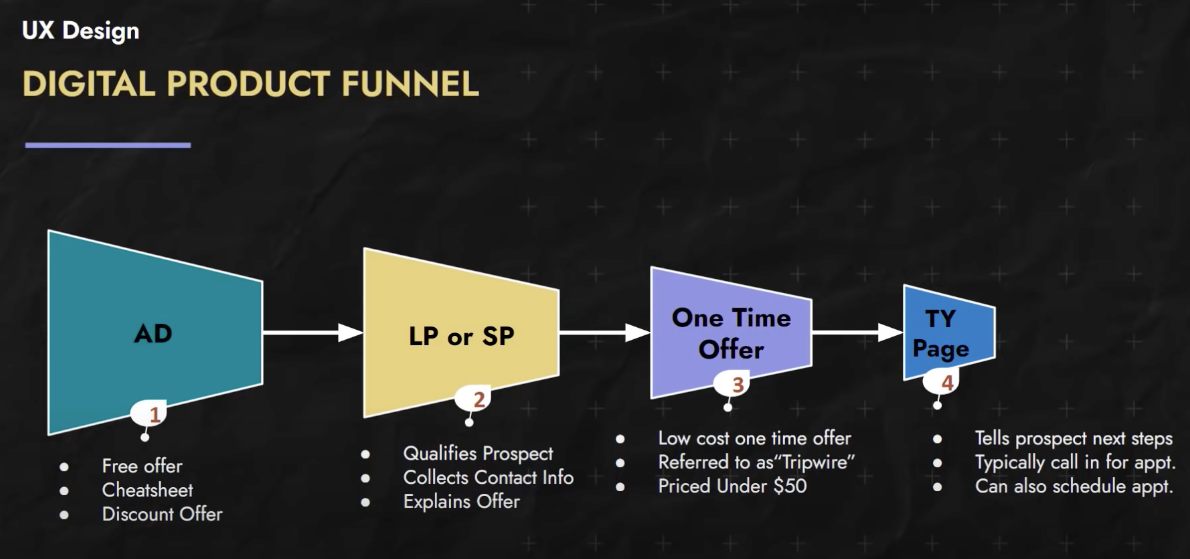 UX Design
DIGITAL PRODUCT FUNNEL
AD
1
• Free offer
• Cheatsheet
• Discount Offer
LP or SP
2
• Qualifies Prospect
• Collects Contact Info
• Explains Offer
One Time
Offer
3
• Low cost one time offer
• Referred to as“Tripwire”
• Priced Under $50
TY
Page
4
• Tells prospect next steps
• Typically call in for appt.
• Can also schedule appt.